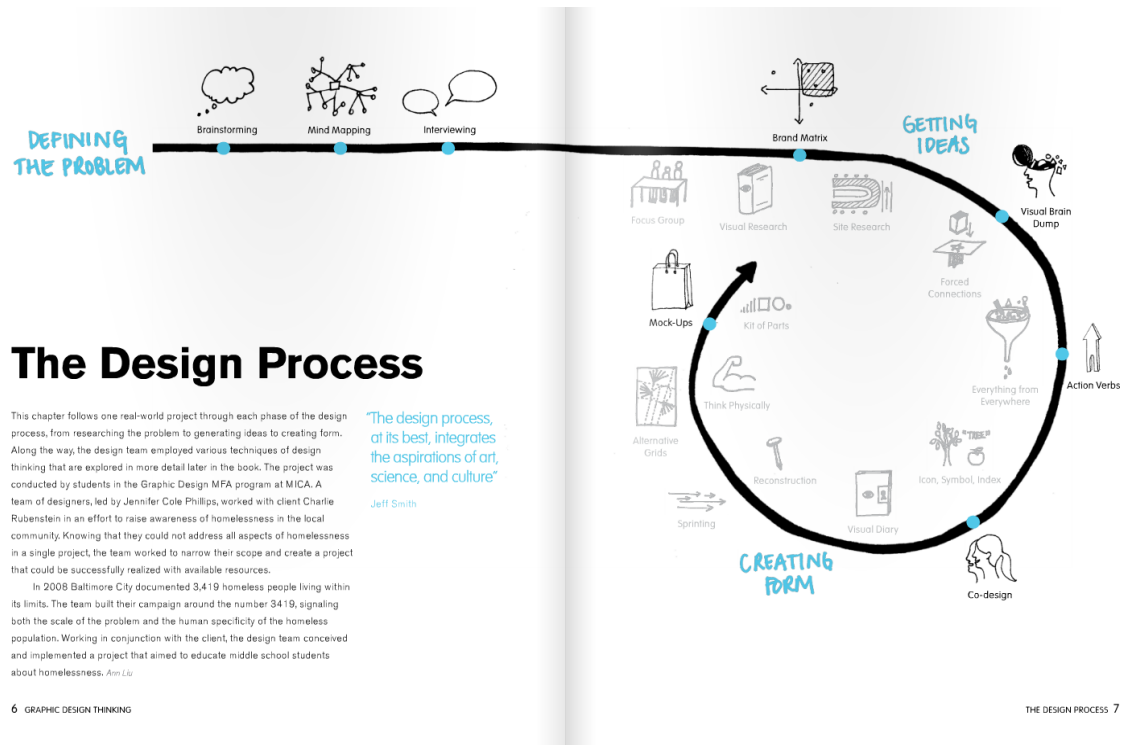 Brainstorming
Mind Mapping
Interviewing
DEFINING
THE PROBLEM
The Design Process
This chapter follows one real-world project through each phase of the design
process, from researching the problem to generating ideas to creating form.
Along the way, the design team employed various techniques of design
thinking that are explored in more detail later in the book. The project was
conducted by students in the Graphic Design MFA program at MICA. A
team of designers, led by Jennifer Cole Phillips, worked with client Charlie
Rubenstein in an effort to raise awareness of homelessness in the local
community. Knowing that they could not address all aspects of homelessness
in a single project, the team worked to narrow their scope and create a project
that could be successfully realized with available resources.
In 2008 Baltimore City documented 3,419 homeless people living within
its limits. The team built their campaign around the number 3419, signaling
both the scale of the problem and the human specificity of the homeless
population. Working in conjunction with the client, the design team conceived
and implemented a project that aimed to educate middle school students
about homelessness. Ann Liu
“The design process,
at its best, integrates
the aspirations of art,
science, and culture”
Jeff Smith
6 GRAPHIC DESIGN THINKING
Brand Matrix
GETTING
IDEAS
Visual Brain
Dump
Focus Group
Visual Research
Site Research
Forced
Connections
Mock-Ups
Kit of Parts
Everything from
Everywhere
Action Verbs
Think Physically
Alternative
Grids
"TREE"
Reconstruction
Icon, Symbol, Index
Sprinting
Visual Diary
CREATING
FORM
Co-design
THE DESIGN PROCESS 7